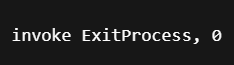 invoke ExitProcess, 0